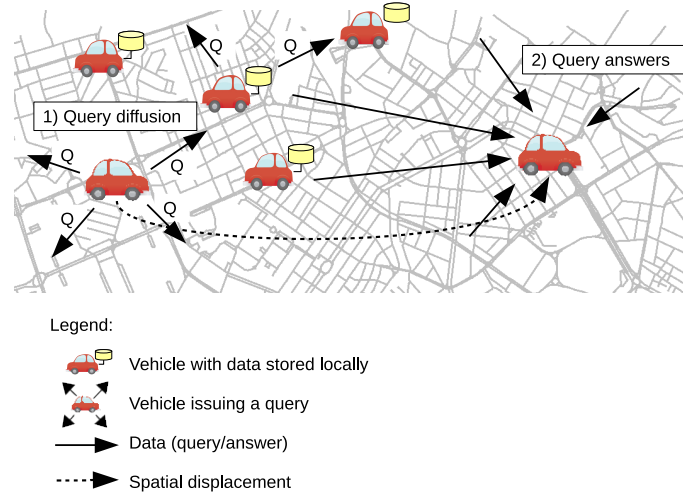 Q
Q
2) Query answers
1) Query diffusion
Q
Q
Q
Q
Legend:
Vehicle with data stored locally
Vehicle issuing a query
Data (query/answer)
Spatial displacement